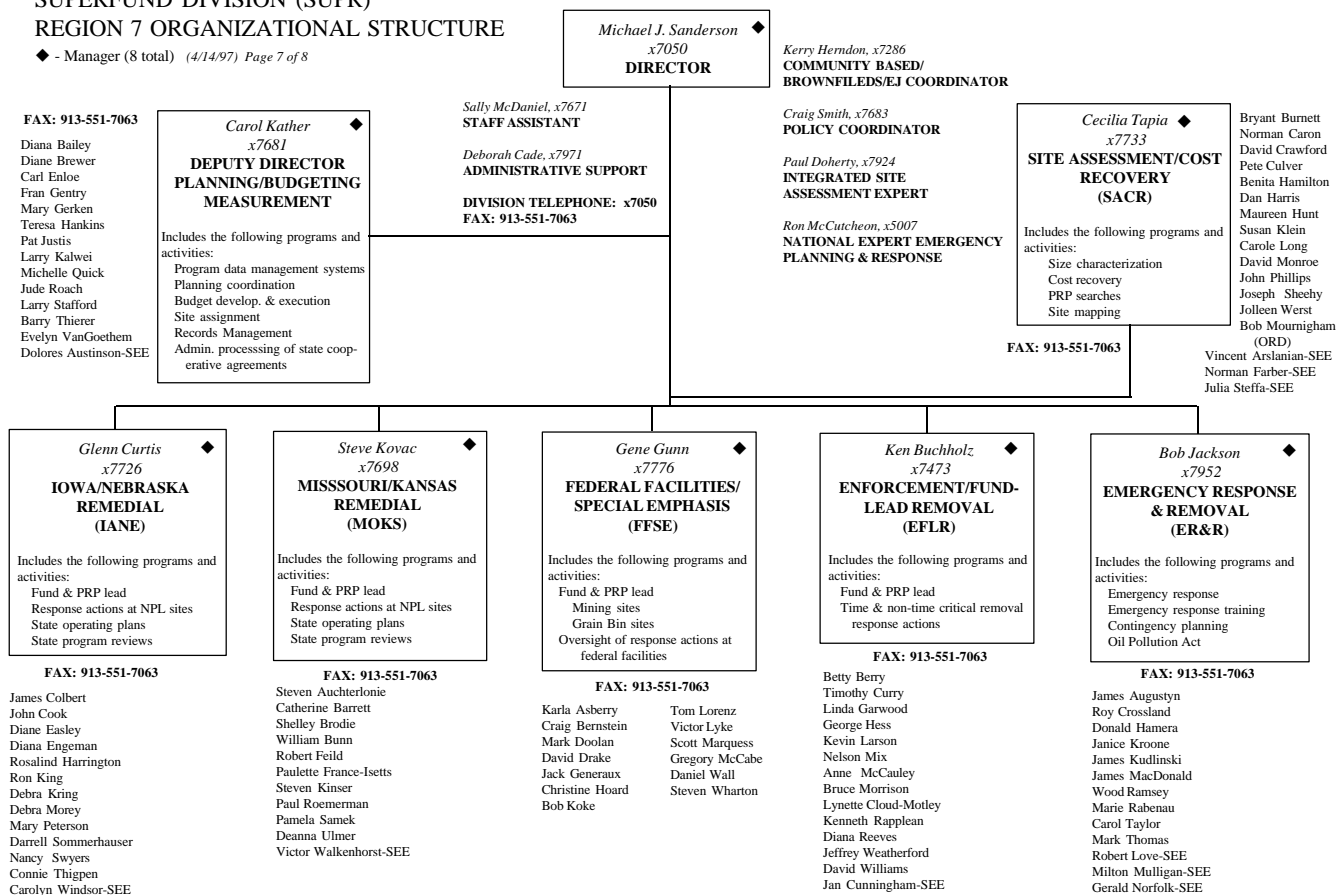 SUPERFUND DIVISION (SUPR)
REGION 7 ORGANIZATIONAL STRUCTURE
◆ - Manager (8 total) (4/14/97) Page 7 of 8
Michael J. Sanderson ◆
x7050
DIRECTOR
Kerry Herndon, x7286
COMMUNITY BASED/
BROWNFILEDS/EJ COORDINATOR
Craig Smith, x7683
POLICY COORDINATOR
Paul Doherty, x7924
INTEGRATED SITE
ASSESSMENT EXPERT
Ron McCutcheon, x5007
NATIONAL EXPERT EMERGENCY
PLANNING & RESPONSE
Sally McDaniel, x7671
STAFF ASSISTANT
Deborah Cade, x7971
ADMINISTRATIVE SUPPORT
DIVISION TELEPHONE: x7050
FAX: 913-551-7063
FAX: 913-551-7063
Diana Bailey
Diane Brewer
Carl Enloe
Fran Gentry
Mary Gerken
Teresa Hankins
Pat Justis
Larry Kalwei
Michelle Quick
Jude Roach
Larry Stafford
Barry Thierer
Evelyn VanGoethem
Dolores Austinson-SEE
Carol Kather ◆
x7681
DEPUTY DIRECTOR
PLANNING/BUDGETING
MEASUREMENT
Includes the following programs and
activities:
Program data management systems
Planning coordination
Budget develop. & execution
Site assignment
Records Management
Admin. processsing of state coop-
erative agreements
Cecilia Tapia ◆
x7733
SITE ASSESSMENT/COST
RECOVERY
(SACR)
Includes the following programs and
activities:
Size characterization
Cost recovery
PRP searches
Site mapping
FAX: 913-551-7063
Bryant Burnett
Norman Caron
David Crawford
Pete Culver
Benita Hamilton
Dan Harris
Maureen Hunt
Susan Klein
Carole Long
David Monroe
John Phillips
Joseph Sheehy
Jolleen Werst
Bob Mournigham
(ORD)
Vincent Arslanian-SEE
Norman Farber-SEE
Julia Steffa-SEE
Glenn Curtis ◆
x7726
IOWA/NEBRASKA
REMEDIAL
(IANE)
Includes the following programs and
activities:
Fund & PRP lead
Response actions at NPL sites
State operating plans
State program reviews
FAX: 913-551-7063
James Colbert
John Cook
Diane Easley
Diana Engeman
Rosalind Harrington
Ron King
Debra Kring
Debra Morey
Mary Peterson
Darrell Sommerhauser
Nancy Swyers
Connie Thigpen
Carolyn Windsor-SEE
Steve Kovac ◆
x7698
MISSSOURI/KANSAS
REMEDIAL
(MOKS)
Includes the following programs and
activities:
Fund & PRP lead
Response actions at NPL sites
State operating plans
State program reviews
FAX: 913-551-7063
Steven Auchterlonie
Catherine Barrett
Shelley Brodie
William Bunn
Robert Feild
Paulette France-Isetts
Steven Kinser
Paul Roemerman
Pamela Samek
Deanna Ulmer
Victor Walkenhorst-SEE
Gene Gunn ◆
x7776
FEDERAL FACILITIES/
SPECIAL EMPHASIS
(FFSE)
Includes the following programs and
activities:
Fund & PRP lead
Mining sites
Grain Bin sites
Oversight of response actions at
federal facilities
FAX: 913-551-7063
Karla Asberry
Craig Bernstein
Mark Doolan
David Drake
Jack Generaux
Christine Hoard
Bob Koke
Tom Lorenz
Victor Lyke
Scott Marquess
Gregory McCabe
Daniel Wall
Steven Wharton
Ken Buchholz ◆
x7473
ENFORCEMENT/FUND-
LEAD REMOVAL
(EFLR)
Includes the following programs and
activities:
Fund & PRP lead
Time & non-time critical removal
response actions
FAX: 913-551-7063
Betty Berry
Timothy Curry
Linda Garwood
George Hess
Kevin Larson
Nelson Mix
Anne McCauley
Bruce Morrison
Lynette Cloud-Motley
Kenneth Rapplean
Diana Reeves
Jeffrey Weatherford
David Williams
Jan Cunningham-SEE
Bob Jackson ◆
x7952
EMERGENCY RESPONSE
& REMOVAL
(ER&R)
Includes the following programs and
activities:
Emergency response
Emergency response training
Contingency planning
Oil Pollution Act
FAX: 913-551-7063
James Augustyn
Roy Crossland
Donald Hamera
Janice Kroone
James Kudlinski
James MacDonald
Wood Ramsey
Marie Rabenau
Carol Taylor
Mark Thomas
Robert Love-SEE
Milton Mulligan-SEE
Gerald Norfolk-SEE